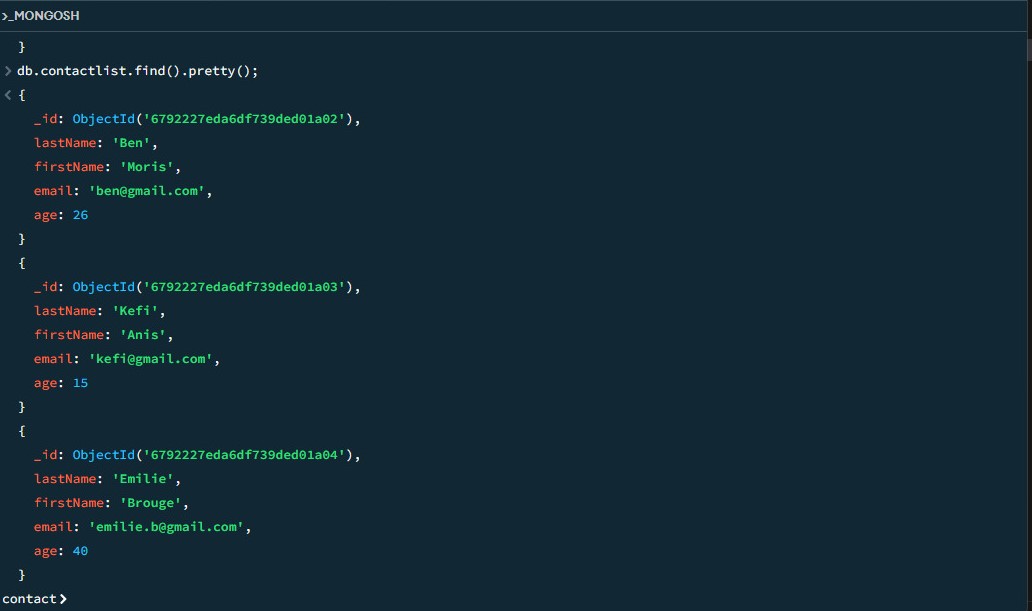 >_MONGOSH
}
> db.contactlist.find().pretty();
< {
_id: ObjectId('6792227eda6df739ded01a02'),
lastName: 'Ben',
firstName: 'Moris',
email: 'ben@gmail.com',
age: 26
}
{
_id: ObjectId('6792227eda6df739ded01a03'),
lastName: 'Kefi',
firstName: 'Anis',
email: 'kefi@gmail.com',
age: 15
}
{
_id: ObjectId('6792227eda6df739ded01a04'),
lastName: 'Emilie',
firstName: 'Brouge',
email: 'emilie.b@gmail.com',
age: 40
}
contact>